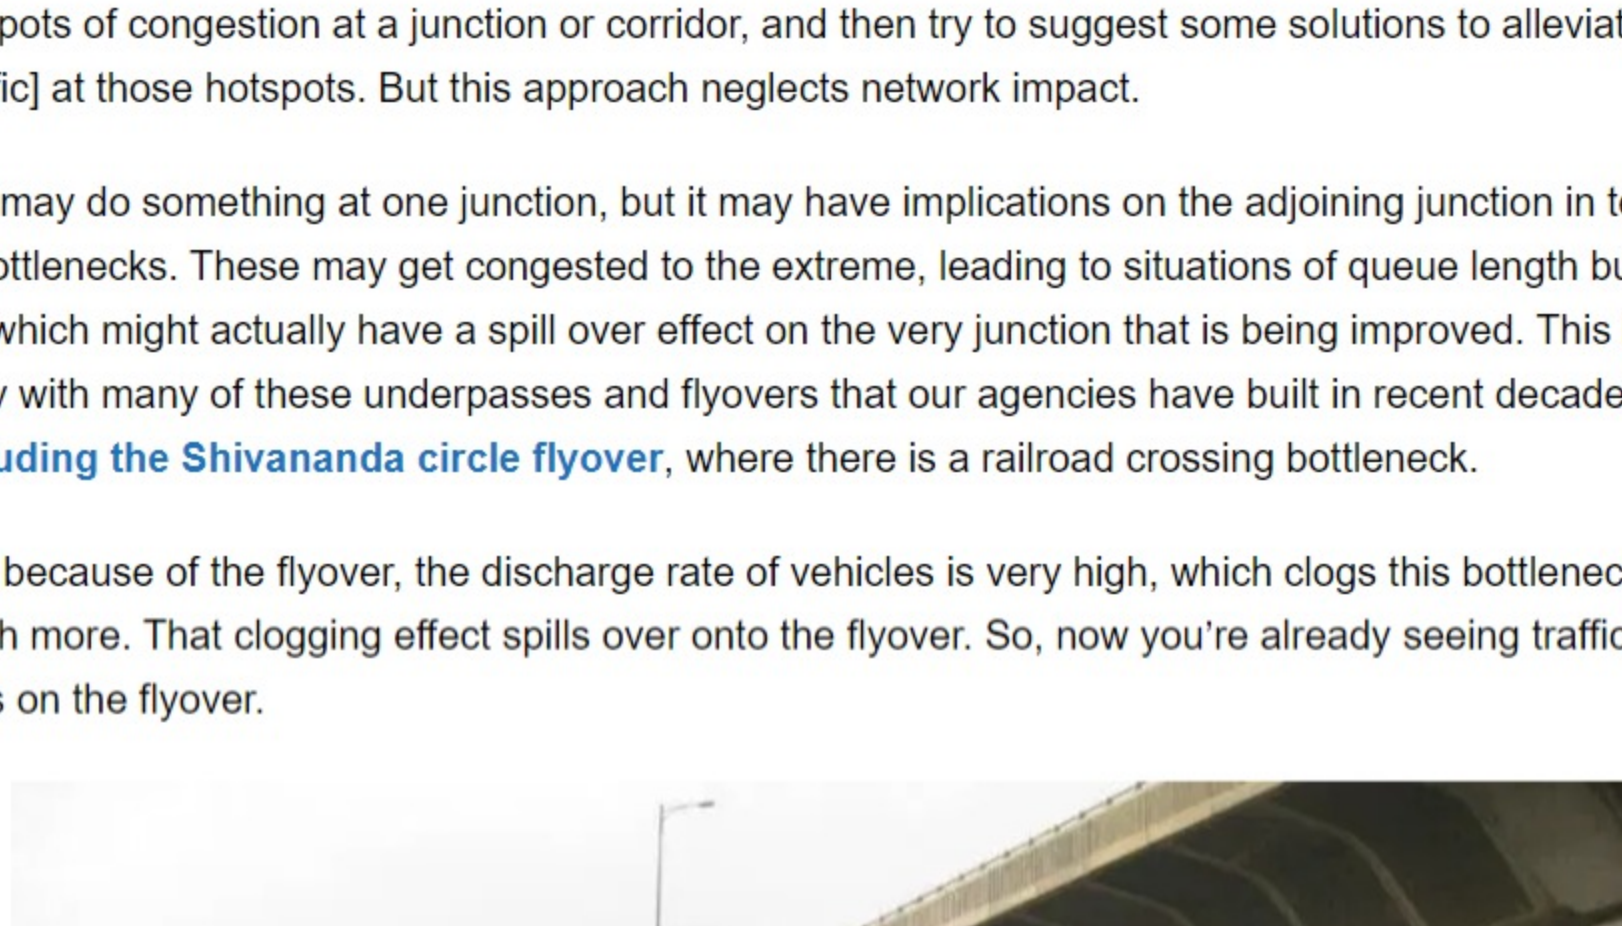 pots of congestion at a junction or corridor, and then try to suggest some solutions to alleviat
fic] at those hotspots. But this approach neglects network impact.
may do something at one junction, but it may have implications on the adjoining junction in t
ottlenecks. These may get congested to the extreme, leading to situations of queue length bu
which might actually have a spill over effect on the very junction that is being improved. This
y with many of these underpasses and flyovers that our agencies have built in recent decade
uding the Shivananda circle flyover, where there is a railroad crossing bottleneck.
because of the flyover, the discharge rate of vehicles is very high, which clogs this bottlenec
h more. That clogging effect spills over onto the flyover. So, now you’re already seeing traffic
s on the flyover.